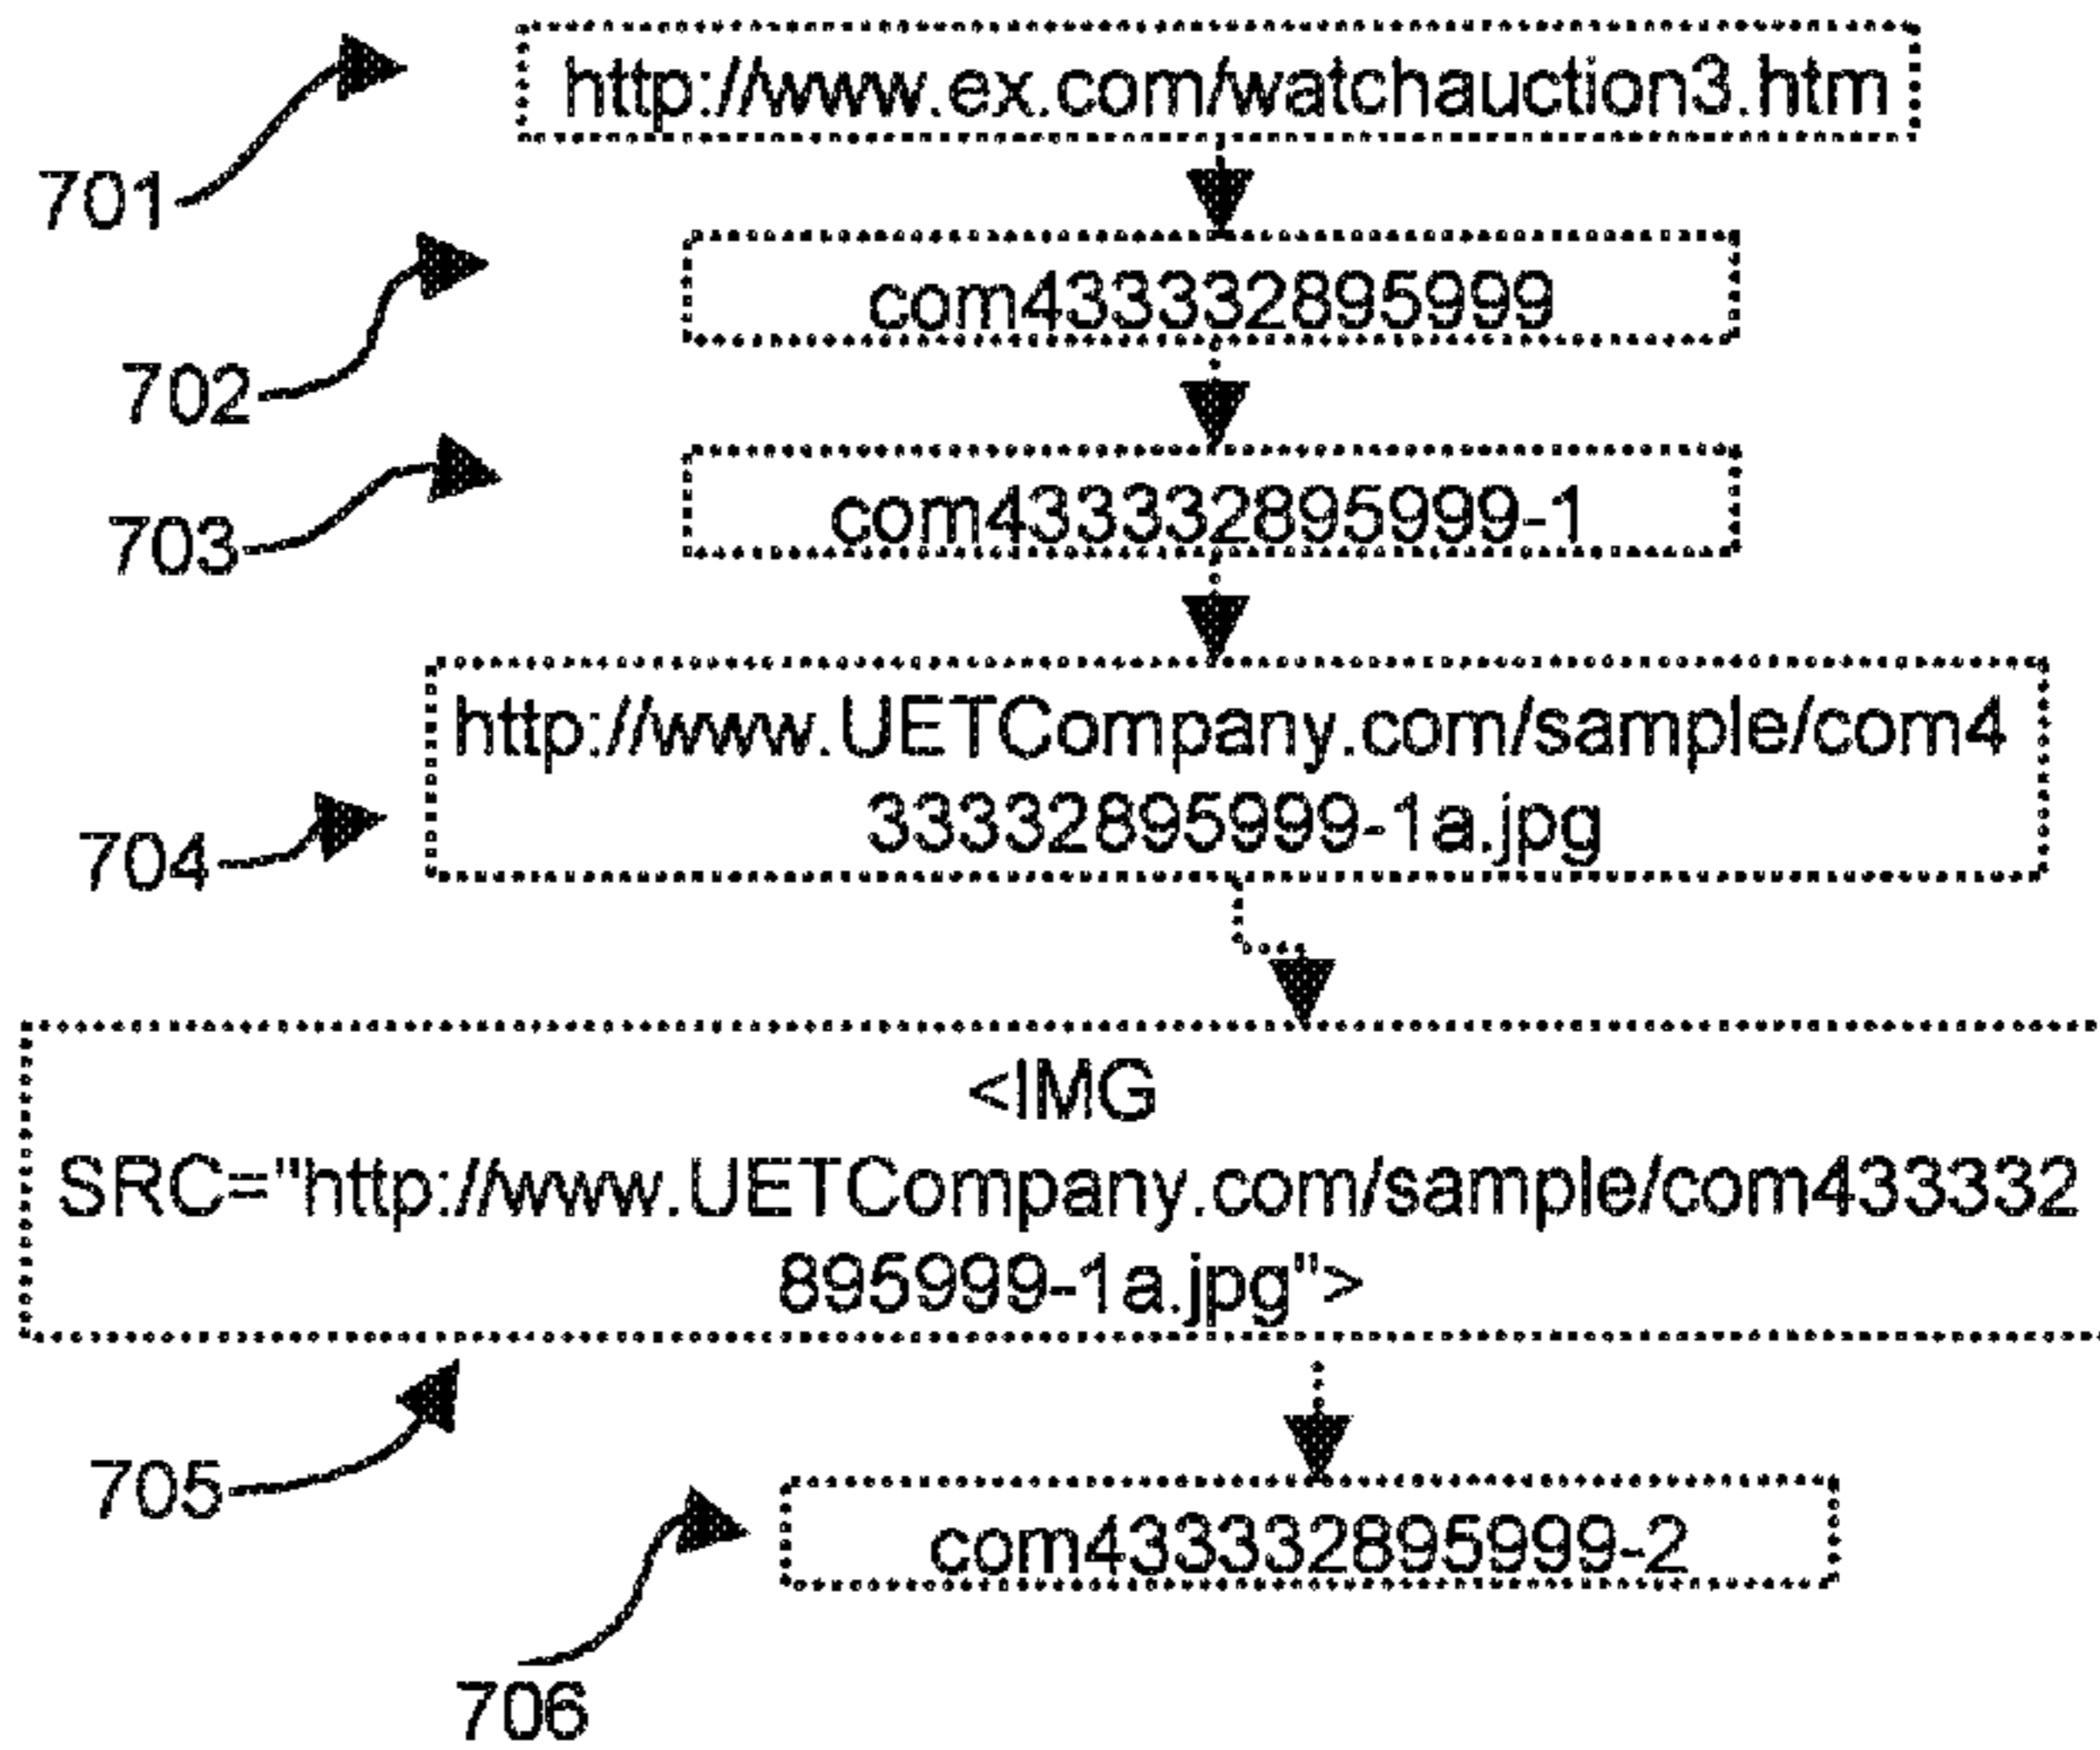 http://www.ex.com/watchauction3.htm
701
com433332895999
702
com433332895999-1
703
http://www.UETCompany.com/sample/com4
33332895999-1a.jpg
704
<IMG
SRC="http://www.UETCompany.com/sample/com433332
895999-1a.jpg">
705
com433332895999-2
706